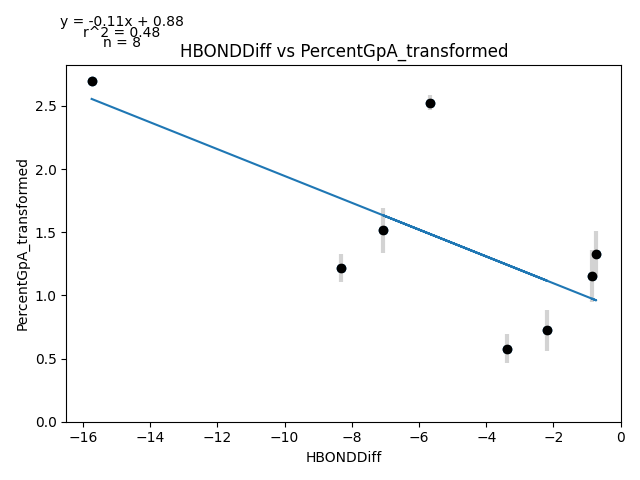 y = -0.11x + 0.88
r^2 = 0.48
n = 8
HBONDDiff vs PercentGpA_transformed
PercentGpA_transformed
2.5
2.0
1.5
1.0
0.5
0.0
−16
−14
−12
−10
−8
−6
−4
−2
0
HBONDDiff